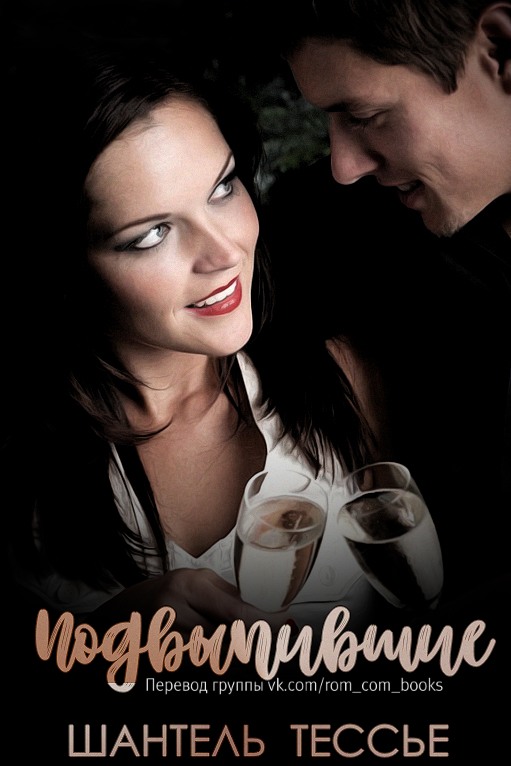 подвыпившие
Перевод группы vk.com/rom_com_books
ШАНТЕЛЬ ТЕССЬЕ